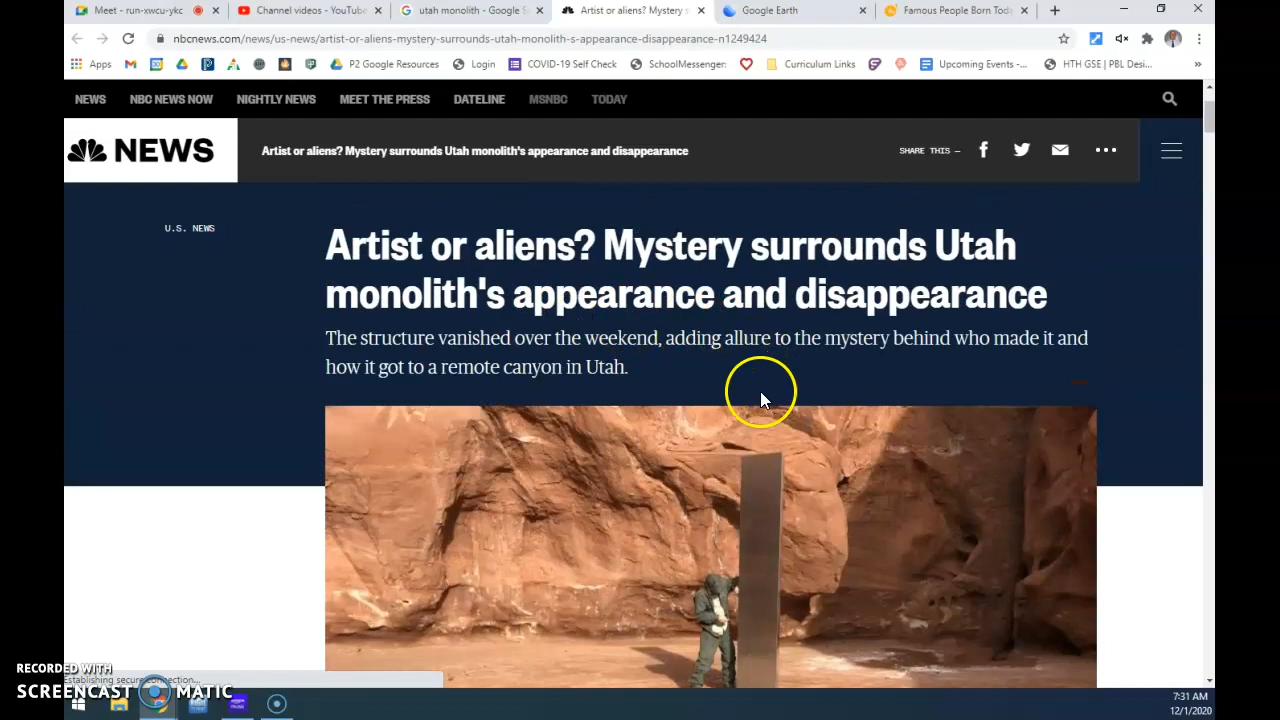 Meet - run-xwcu-ykc
Channel videos - YouTube
utah monolith - Google S
Artist or aliens? Mystery s
Google Earth
Famous People Born Toda
nbcnews.com/news/us-news/artist-or-aliens-mystery-surrounds-utah-monolith-s-appearance-disappearance-n1249424
Apps
P2 Google Resources
Login
COVID-19 Self Check
SchoolMessenger:
Curriculum Links
Upcoming Events -...
HTH GSE | PBL Desi...
NEWS
NBC NEWS NOW
NIGHTLY NEWS
MEET THE PRESS
DATELINE
MSNBC
TODAY
NEWS
Artist or aliens? Mystery surrounds Utah monolith's appearance and disappearance
SHARE THIS —
U.S. NEWS
Artist or aliens? Mystery surrounds Utah
monolith's appearance and disappearance
The structure vanished over the weekend, adding allure to the mystery behind who made it and
how it got to a remote canyon in Utah.
RECORDED WITH
Establishing secure connection...
SCREENCAST MATIC
7:31 AM
12/1/2020